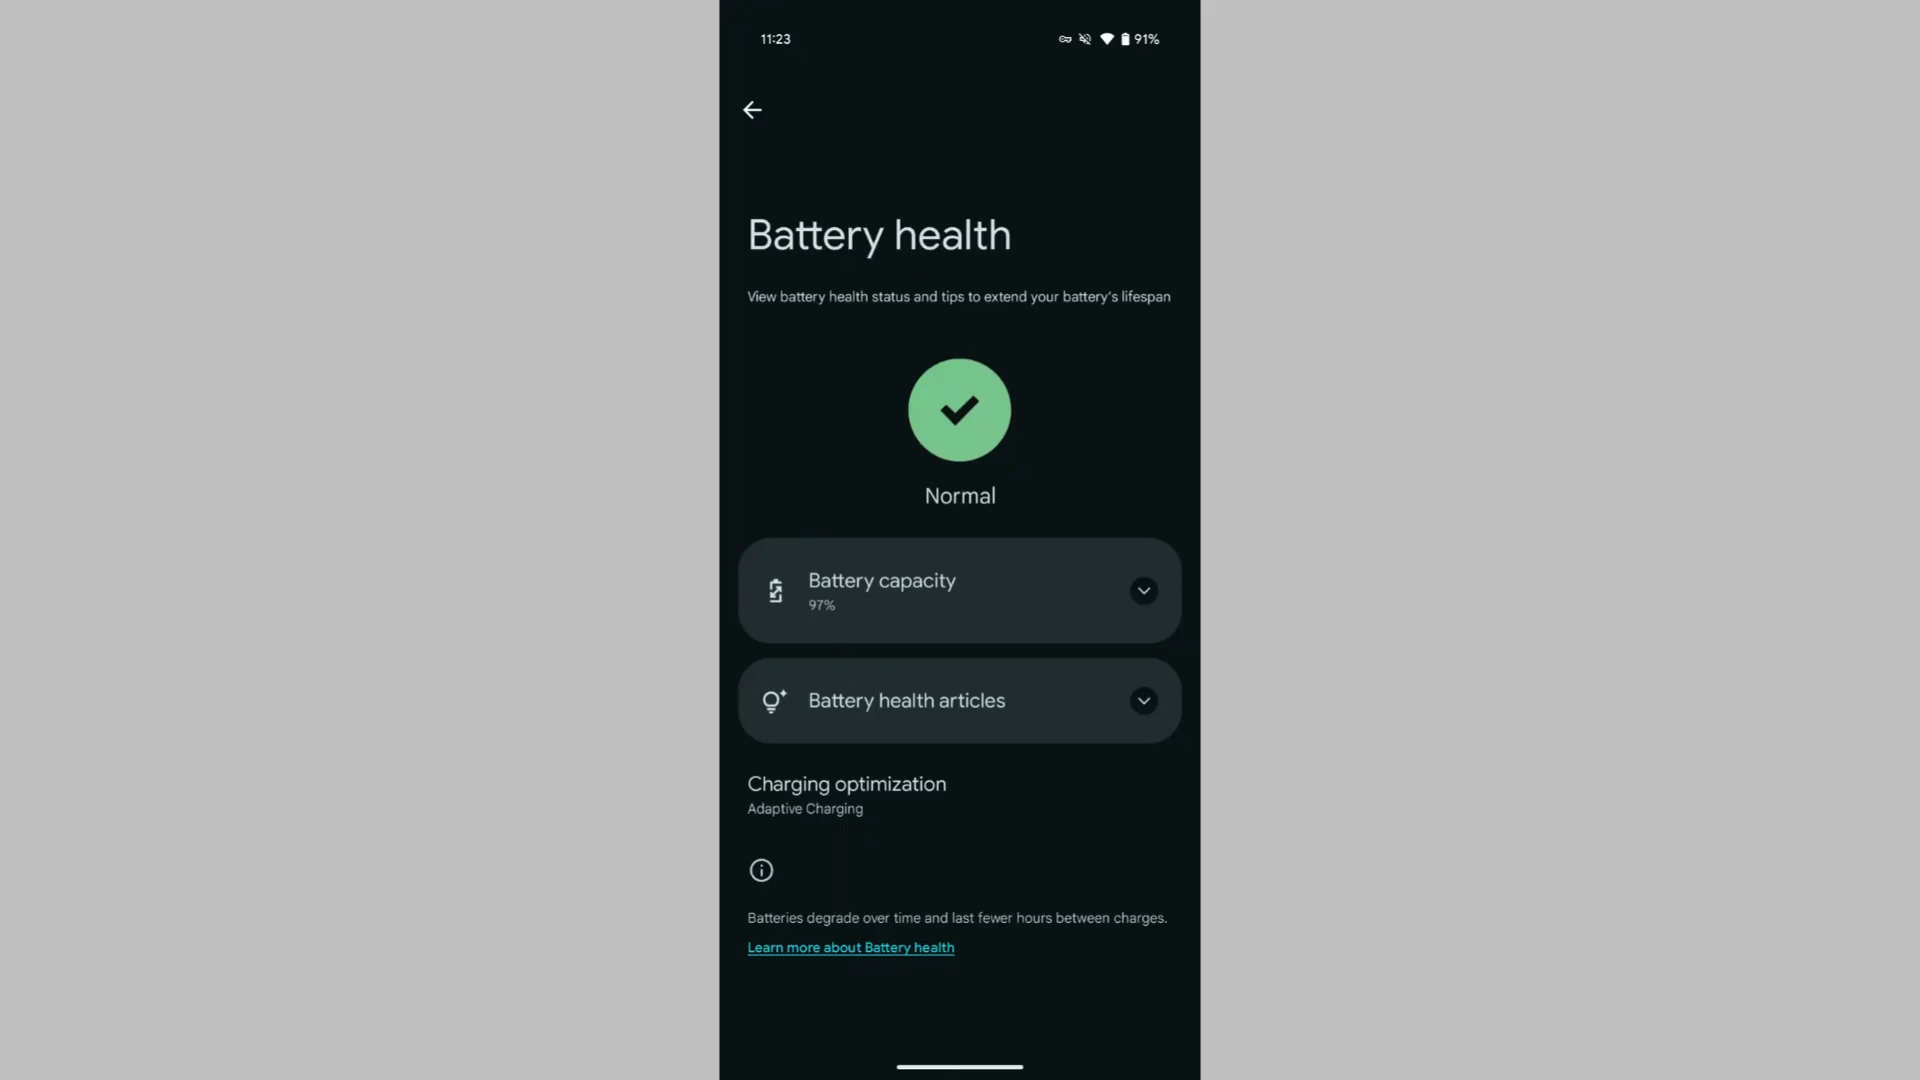 11:23
91%
Battery health
View battery health status and tips to extend your battery's lifespan
Normal
Battery capacity
97%
Battery health articles
Charging optimization
Adaptive Charging
Batteries degrade over time and last fewer hours between charges.
Learn more about Battery health